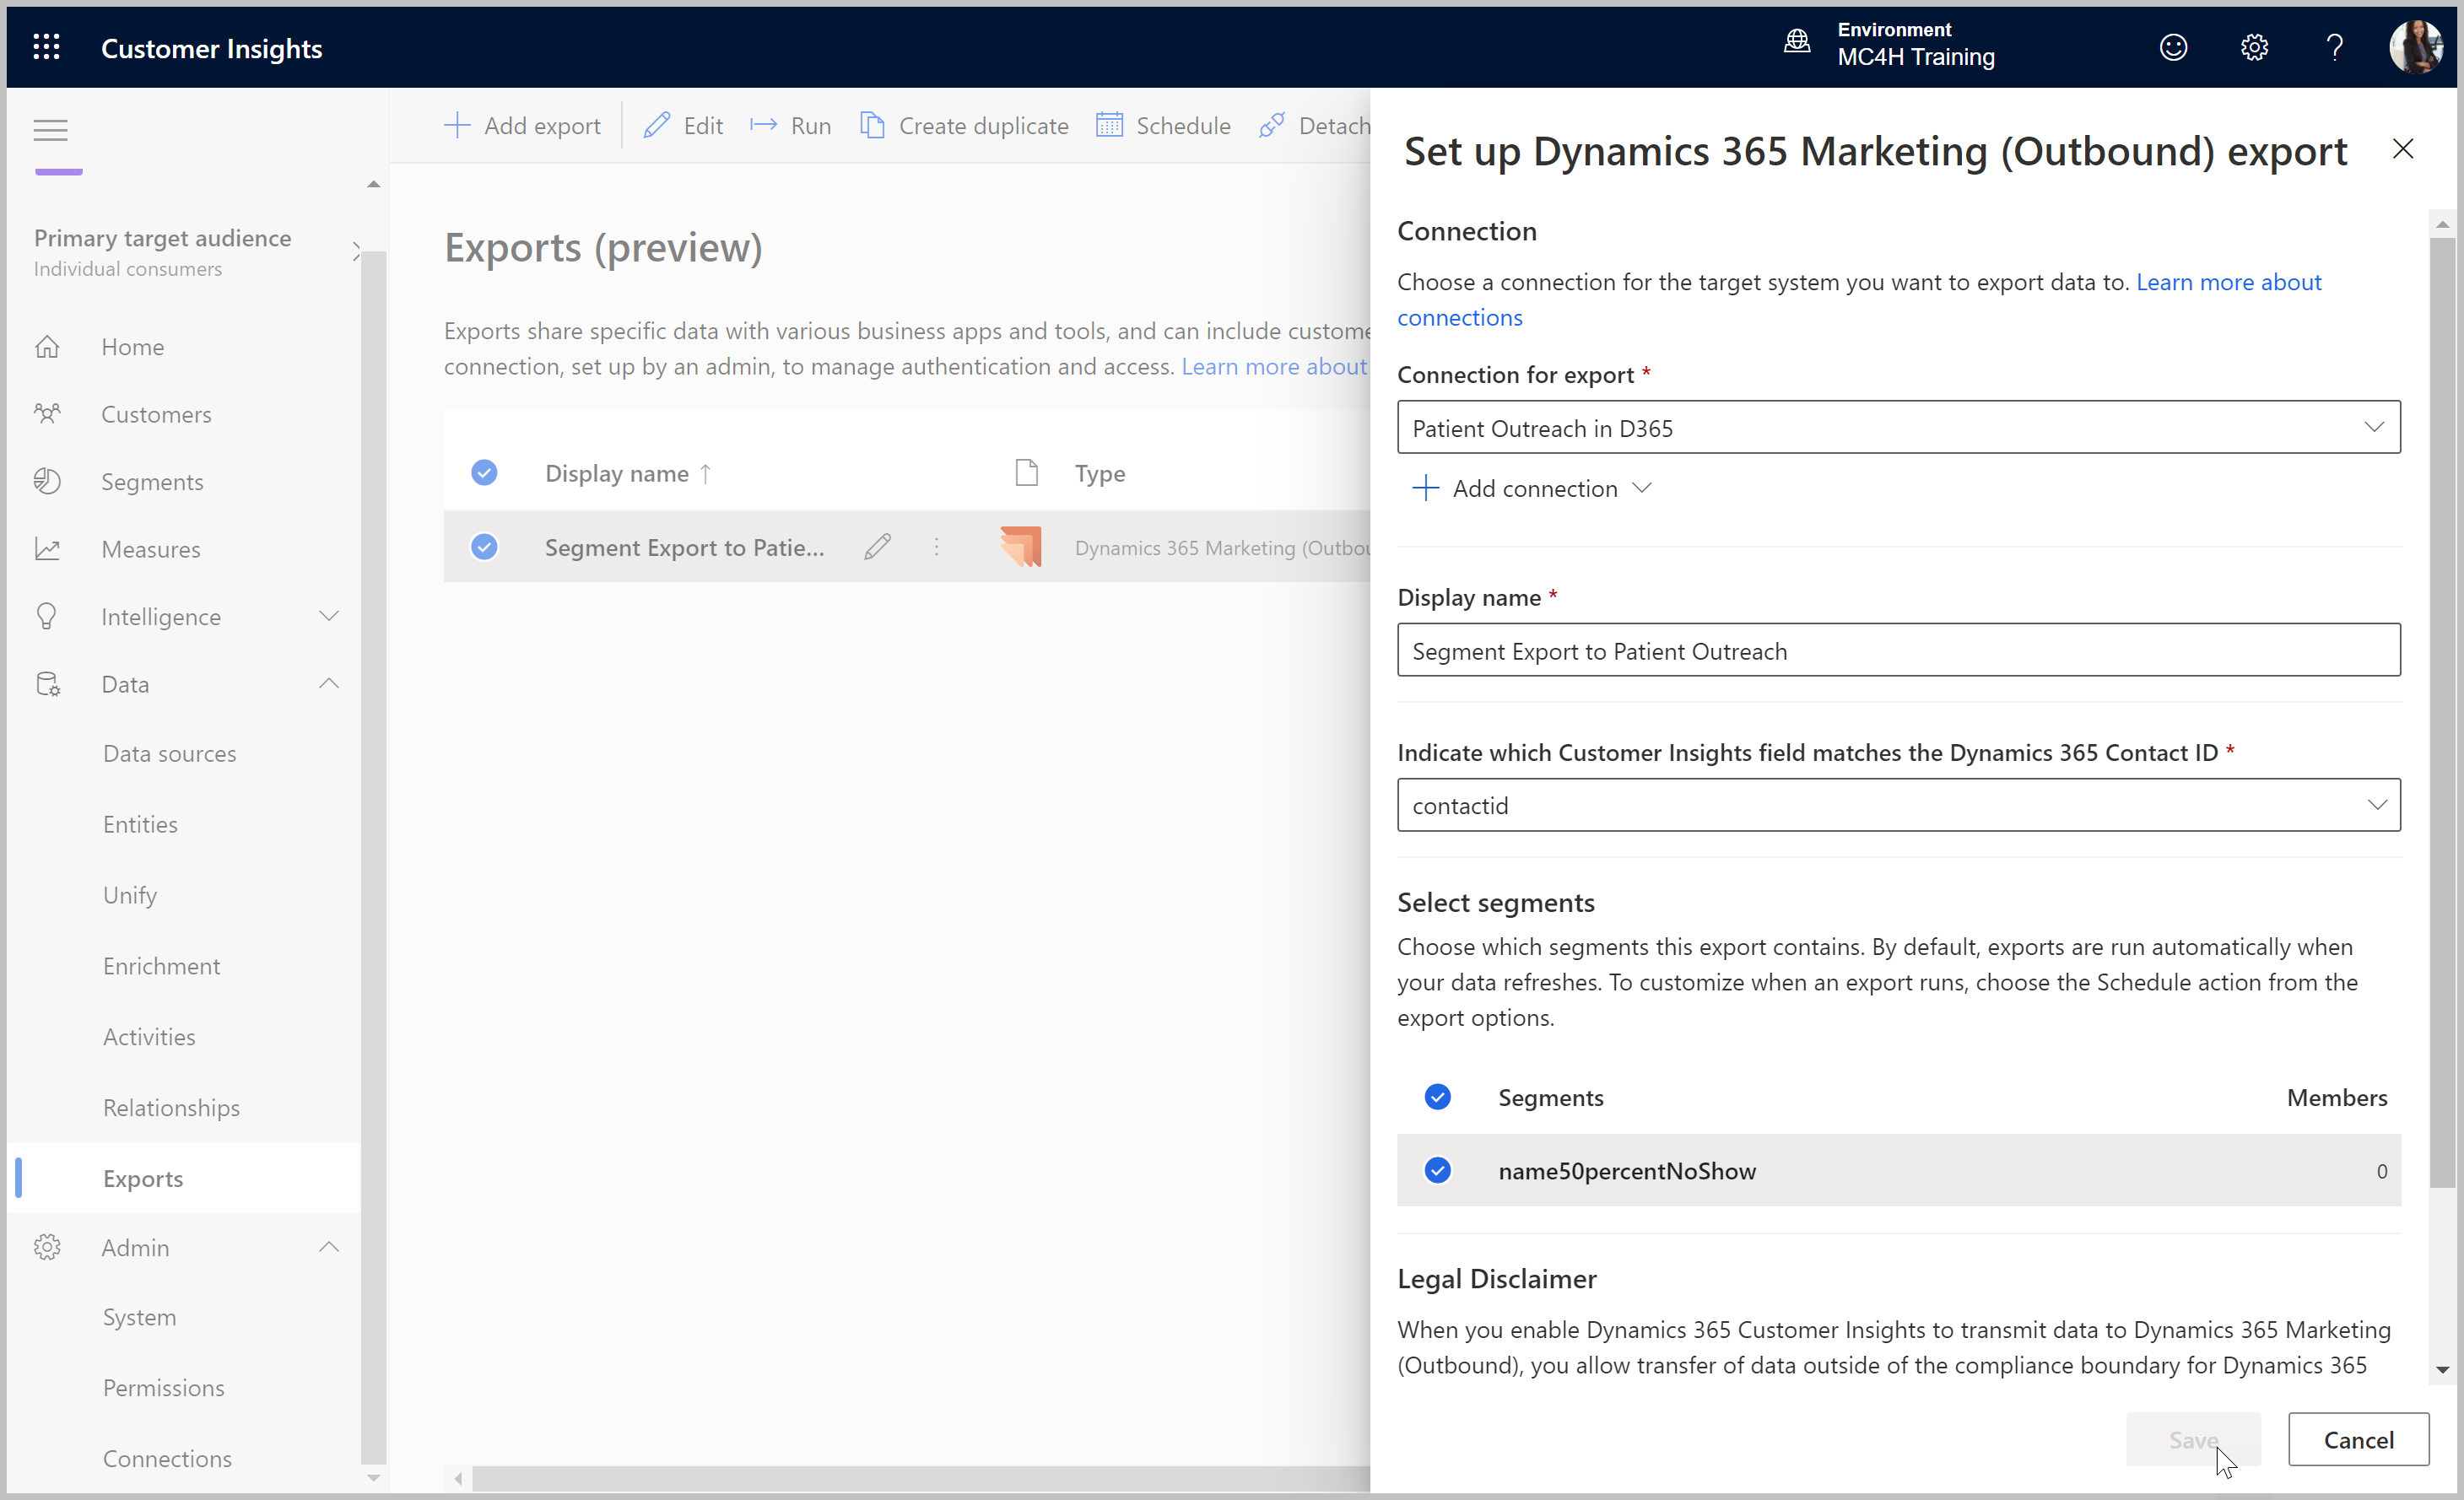 Customer Insights
Environment
MC4H Training
Primary target audience
Individual consumers
Home
Customers
Segments
Measures
Intelligence
Data
Data sources
Entities
Unify
Enrichment
Activities
Relationships
Exports
Admin
System
Permissions
Connections
Add export
Edit
Run
Create duplicate
Schedule
Detach
Exports (preview)
Exports share specific data with various business apps and tools, and can include custome
connection, set up by an admin, to manage authentication and access. Learn more about
Display name ↑
Type
Segment Export to Patie...
Dynamics 365 Marketing (Outbou
Set up Dynamics 365 Marketing (Outbound) export
Connection
Choose a connection for the target system you want to export data to. Learn more about
connections
Connection for export *
Patient Outreach in D365
Add connection
Display name *
Segment Export to Patient Outreach
Indicate which Customer Insights field matches the Dynamics 365 Contact ID *
contactid
Select segments
Choose which segments this export contains. By default, exports are run automatically when
your data refreshes. To customize when an export runs, choose the Schedule action from the
export options.
Segments
Members
name50percentNoShow
0
Legal Disclaimer
When you enable Dynamics 365 Customer Insights to transmit data to Dynamics 365 Marketing
(Outbound), you allow transfer of data outside of the compliance boundary for Dynamics 365
Save
Cancel